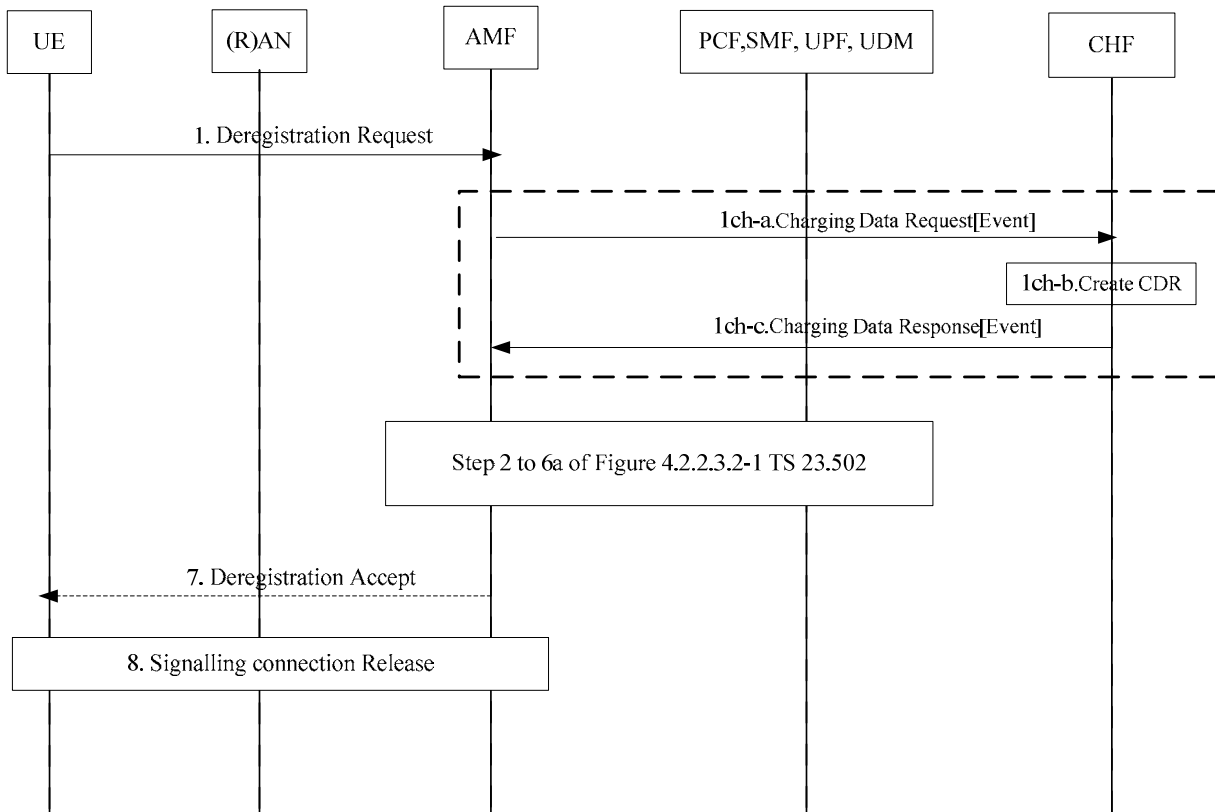 UE
(R)AN
AMF
PCF,SMF, UPF, UDM
CHF
1. Deregistration Request
1ch-a.Charging Data Request[Event]
1ch-b.Create CDR
1ch-c.Charging Data Response[Event]
Step 2 to 6a of Figure 4.2.2.3.2-1 TS 23.502
7. Deregistration Accept
8. Signalling connection Release